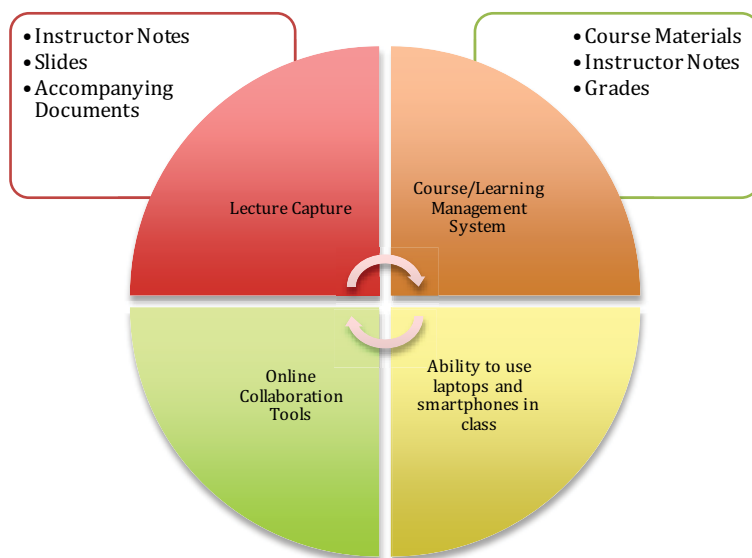 • Instructor Notes
• Slides
• Accompanying
Documents
• Course Materials
• Instructor Notes
• Grades
Lecture Capture
Course/Learning
Management
System
Online
Collaboration
Tools
Ability to use
laptops and
smartphones in
class